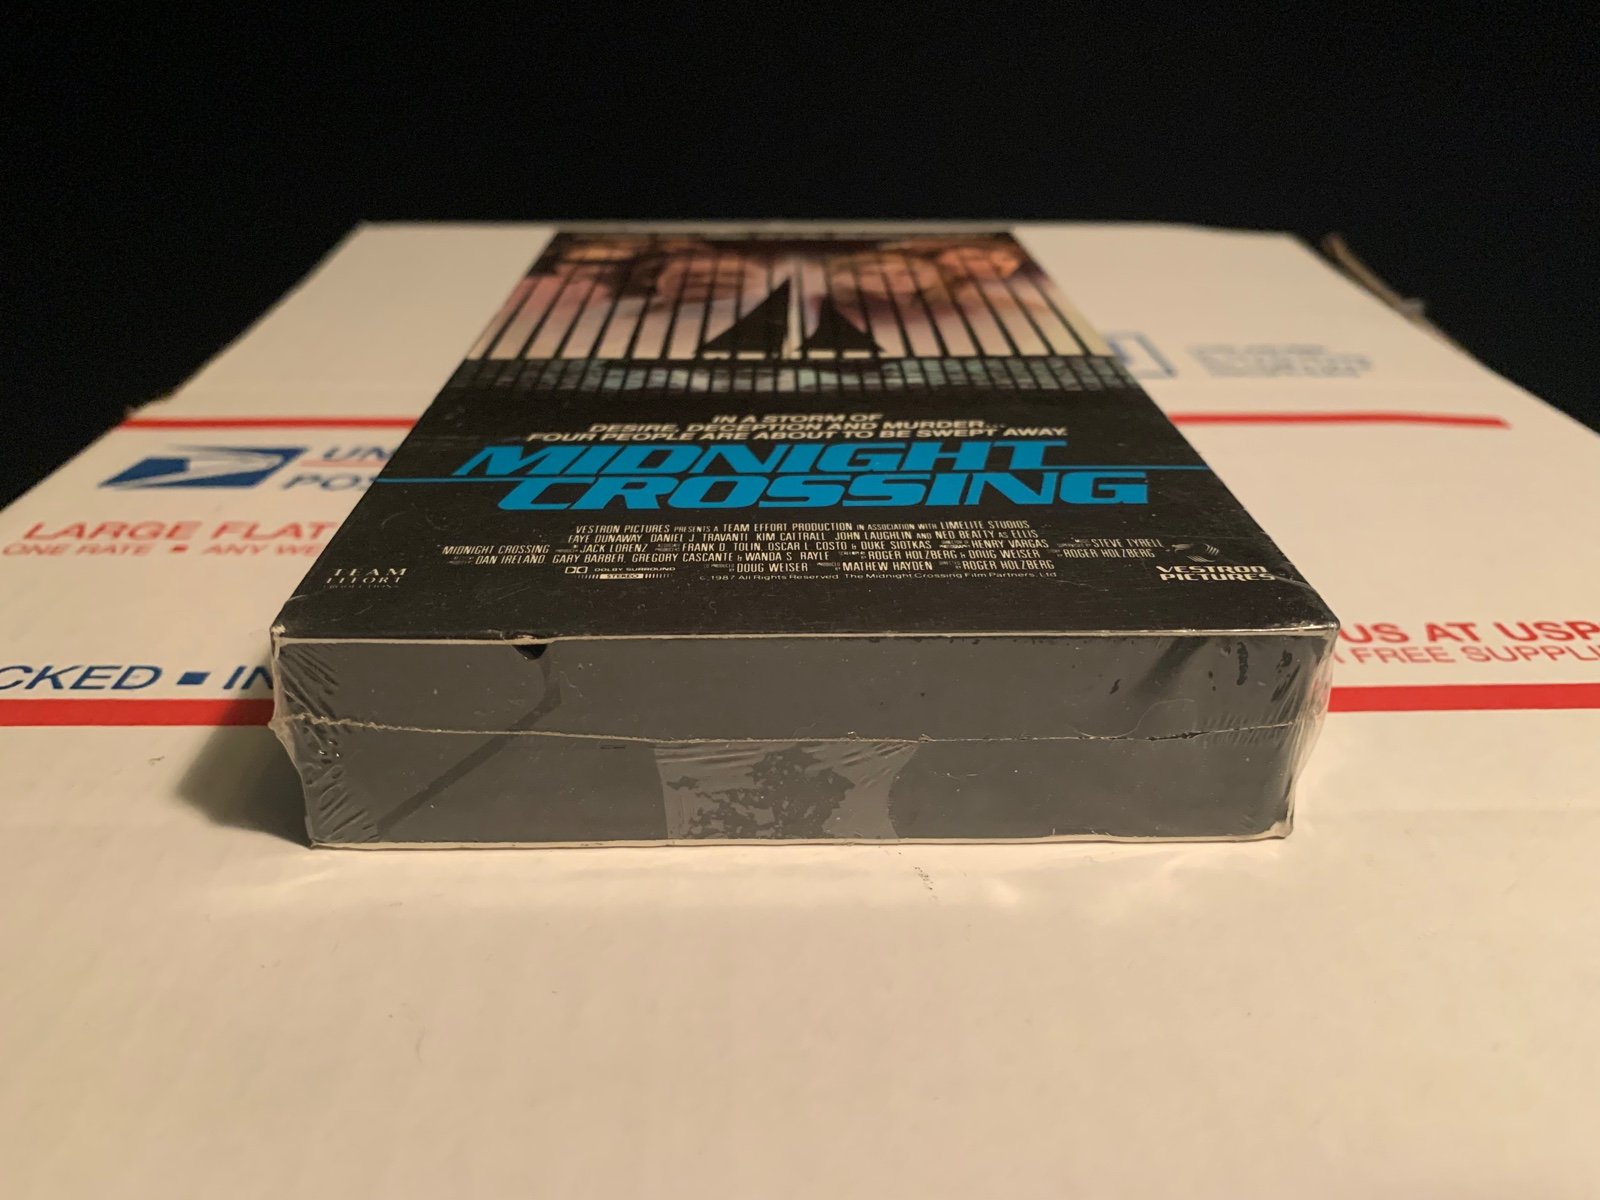 IN A STORM OF
DESIRE, DECEPTION AND MURDER...
FOUR PEOPLE ARE ABOUT TO BE SWEPT AWAY.
MIDNIGHT
CROSSING
VESTRON PICTURES PRESENTS A TEAM EFFORT PRODUCTION IN ASSOCIATION WITH LIMELITE STUDIOS
FAYE DUNAWAY DANIEL J. TRAVANTI KIM CATTRALL JOHN LAUGHLIN AND NED BEATTY AS ELLIS
MIDNIGHT CROSSING JACK LORENZ FRANK D. TOLIN, OSCAR L. COSTO & DUKE SIOTKAS HENRY VARGAS STEVE TYRELL
DAN IRELAND, GARY BARBER, GREGORY CASCANTE & WANDA S. RAYLE ROGER HOLZBERG & DOUG WEISER ROGER HOLZBERG
DOUG WEISER MATHEW HAYDEN ROGER HOLZBERG
DOLBY SURROUND
STEREO
© 1987 All Rights Reserved The Midnight Crossing Film Partners, Ltd.
TEAM
EFFORT
VESTRON
PICTURES
UN
POS
LARGE FLAT
ONE RATE ■ ANY WE
CKED ■ IN
US AT USP
FREE SUPPLI